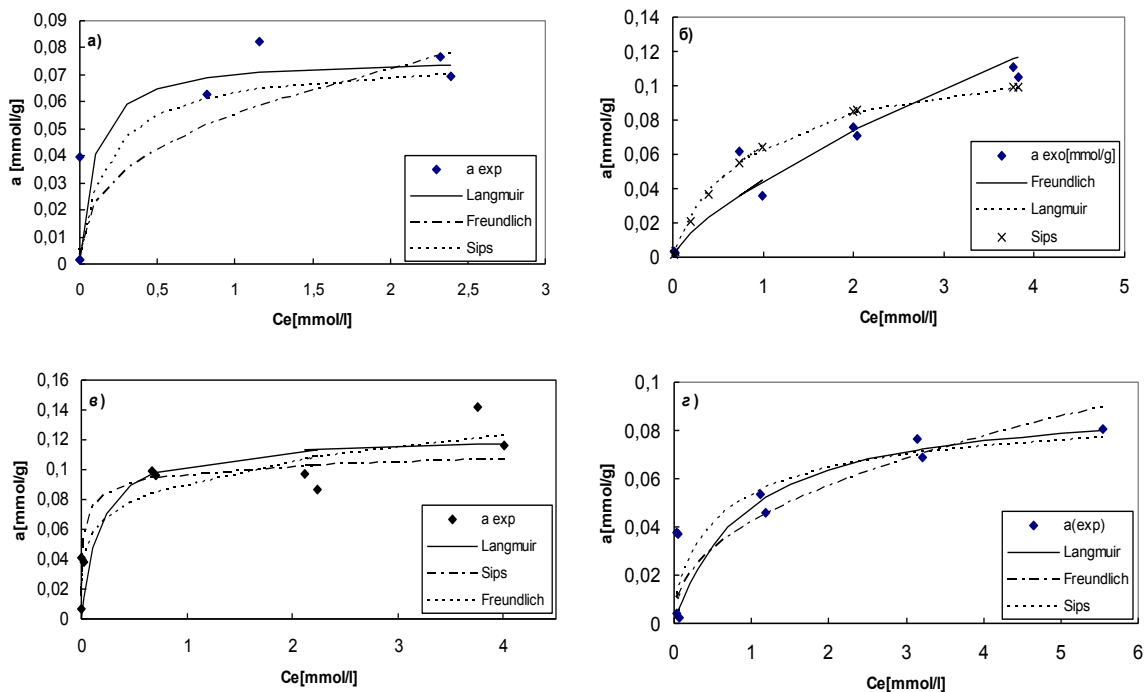 а)
0,09
0,08
0,07
0,06
0,05
0,04
0,03
0,02
0,01
0
a [mmoll/g]
0
0,5
1
1,5
2
2,5
3
Ce[mmol/l]
a exp
Langmuir
Freundlich
Sips
б)
0,14
0,12
0,1
0,08
0,06
0,04
0,02
0
a[mmol/g]
0
1
2
3
4
5
Ce[mmol/l]
a exo[mmol/g]
Freundlich
Langmuir
Sips
в)
0,16
0,14
0,12
0,1
0,08
0,06
0,04
0,02
0
a[mmol/g]
0
1
2
3
4
Ce[mmol/l]
a exp
Langmuir
Sips
Freundlich
г)
0,1
0,08
0,06
0,04
0,02
0
a[mmol/g]
0
1
2
3
4
5
6
Ce[mmol/l]
a(exp)
Langmuir
Freundlich
Sips